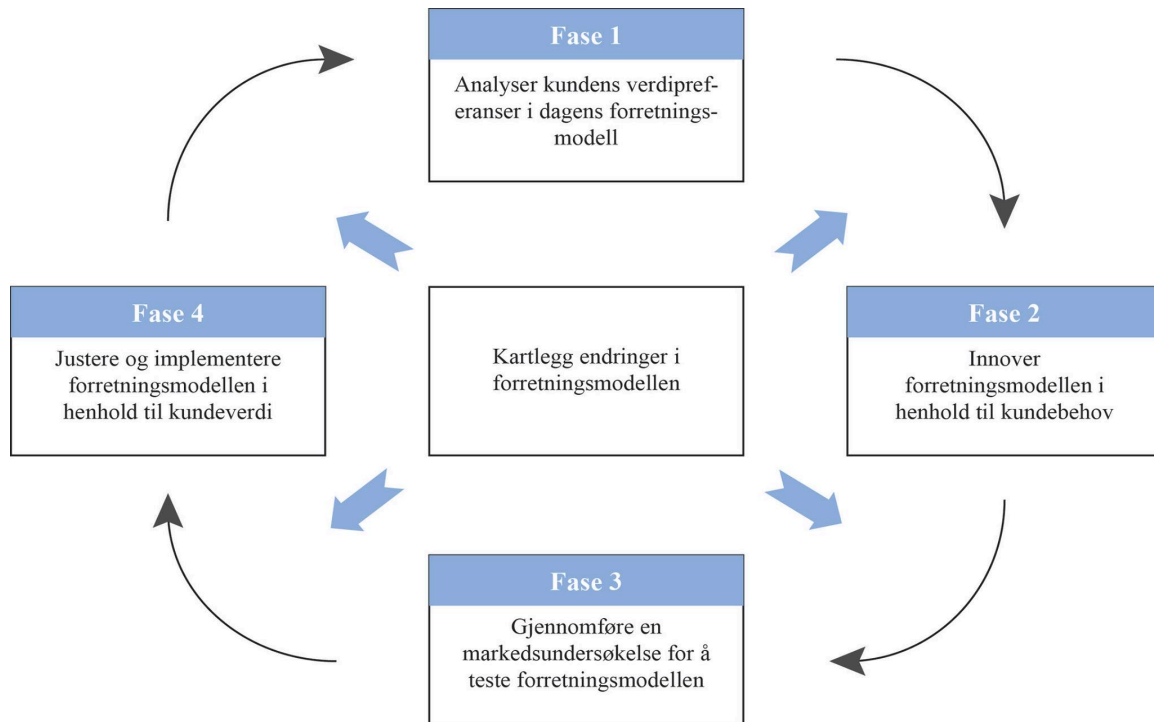 Fase 1
Analyser kundens verdipref-
eranser i dagens forretnings-
modell
Fase 4
Justere og implementere
forretningsmodellen i
henhold til kundeverdi
Kartlegg endringer i
forretningsmodellen
Fase 2
Innover
forretningsmodellen i
henhold til kundebehov
Fase 3
Gjennomføre en
markedsundersøkelse for å
teste forretningsmodellen